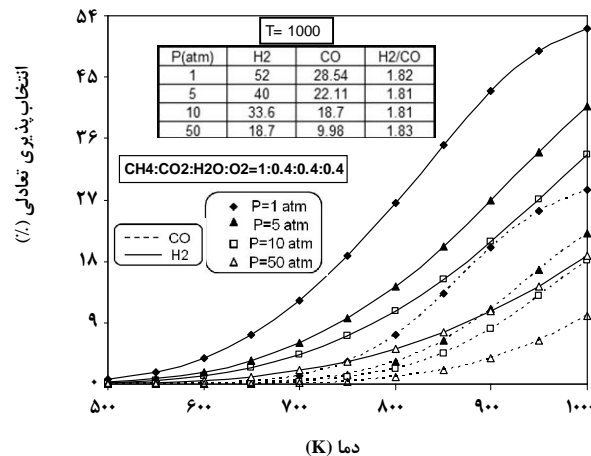 T= 1000
P(atm) H2 CO H2/CO
1 52 28.54 1.82
5 40 22.11 1.81
10 33.6 18.7 1.81
50 18.7 9.98 1.83
CH4:CO2:H2O:O2=1:0.4:0.4:0.4
CO
H2
P=1 atm
P=5 atm
P=10 atm
P=50 atm
انتخاب پذیری تعادلی (%)
۵۴
۴۵
۳۶
۲۷
۱۸
۹
۰
۵۰۰ ۶۰۰ ۷۰۰ ۸۰۰ ۹۰۰ ۱۰۰۰
دما (K)